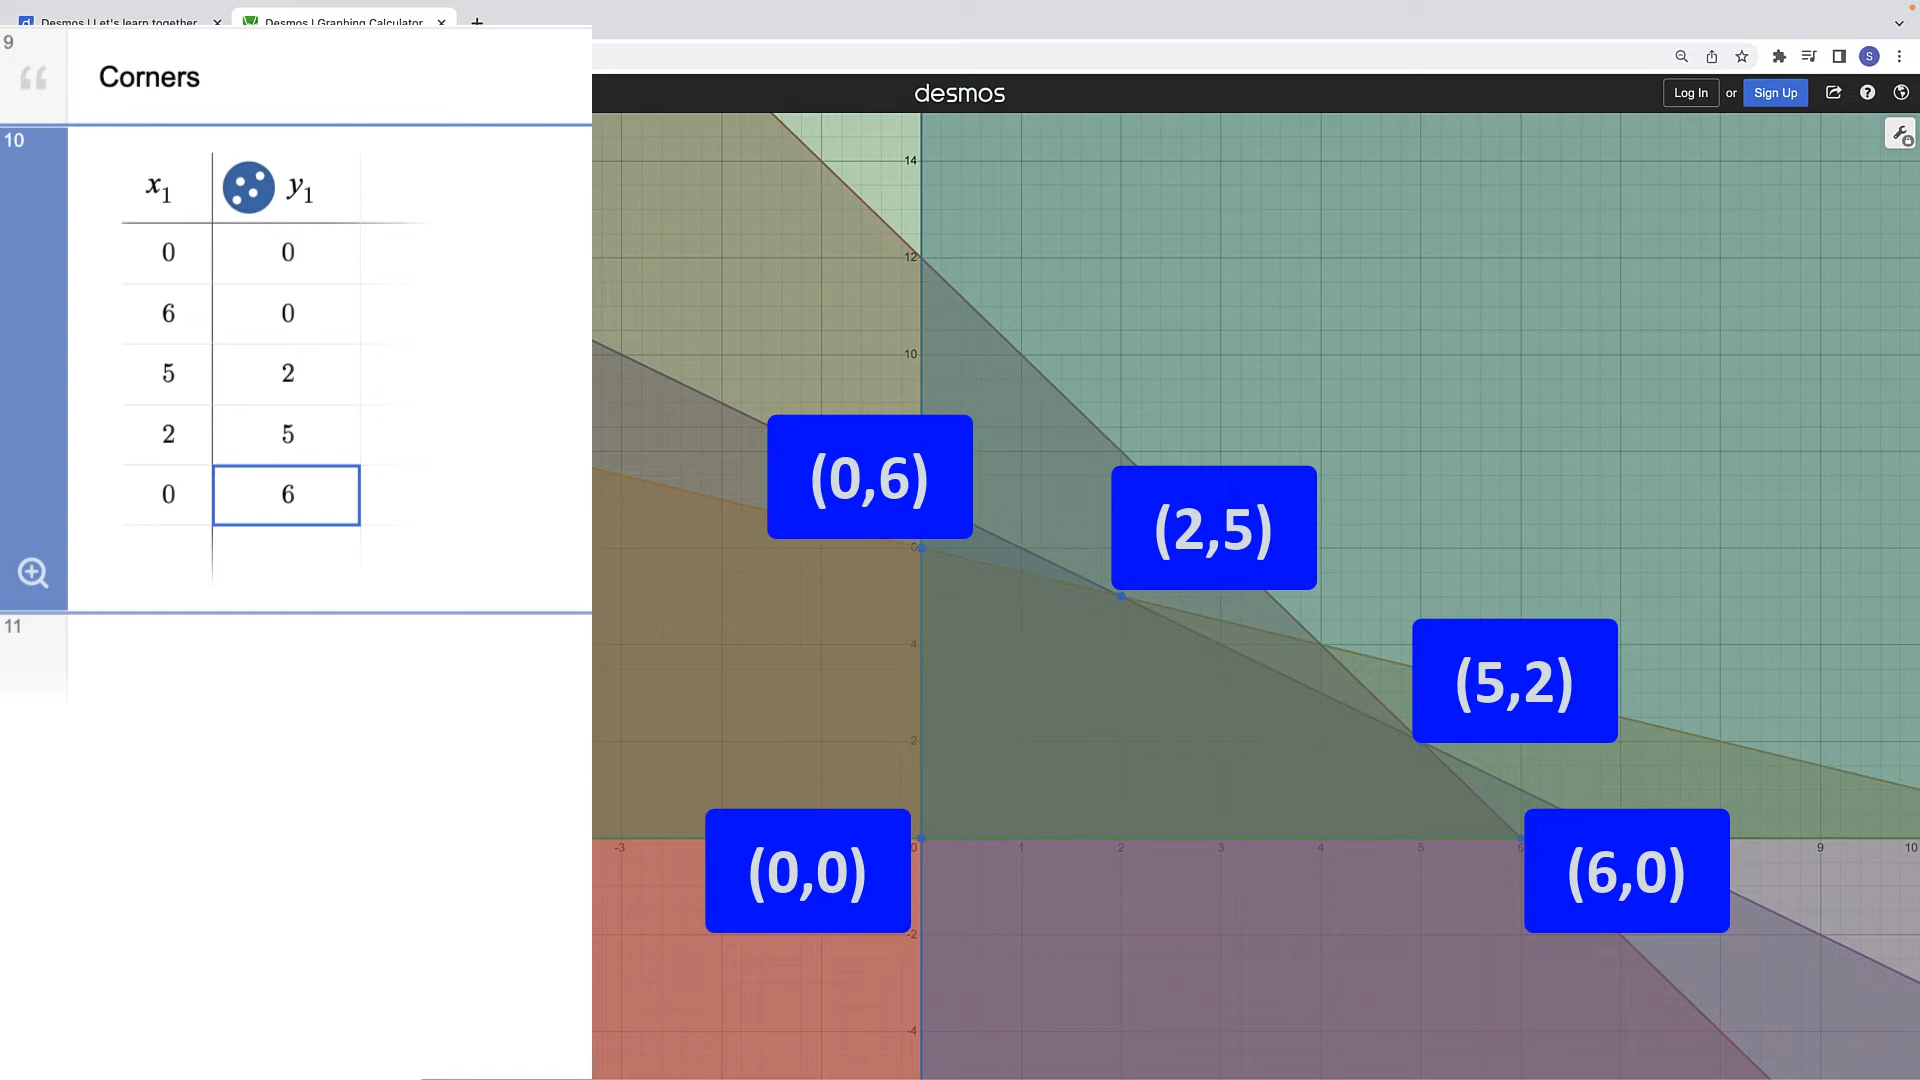 Desmos | Let's learn together
Desmos | Graphing Calculator
S
desmos
Log In or Sign Up
9
Corners
10
x₁ y₁
0 0
6 0
5 2
2 5
0 6
11
14
12
10
6
4
2
-2
-4
-3 0 1 2 3 4 5 6 9 10
(0,6)
(2,5)
(5,2)
(0,0)
(6,0)